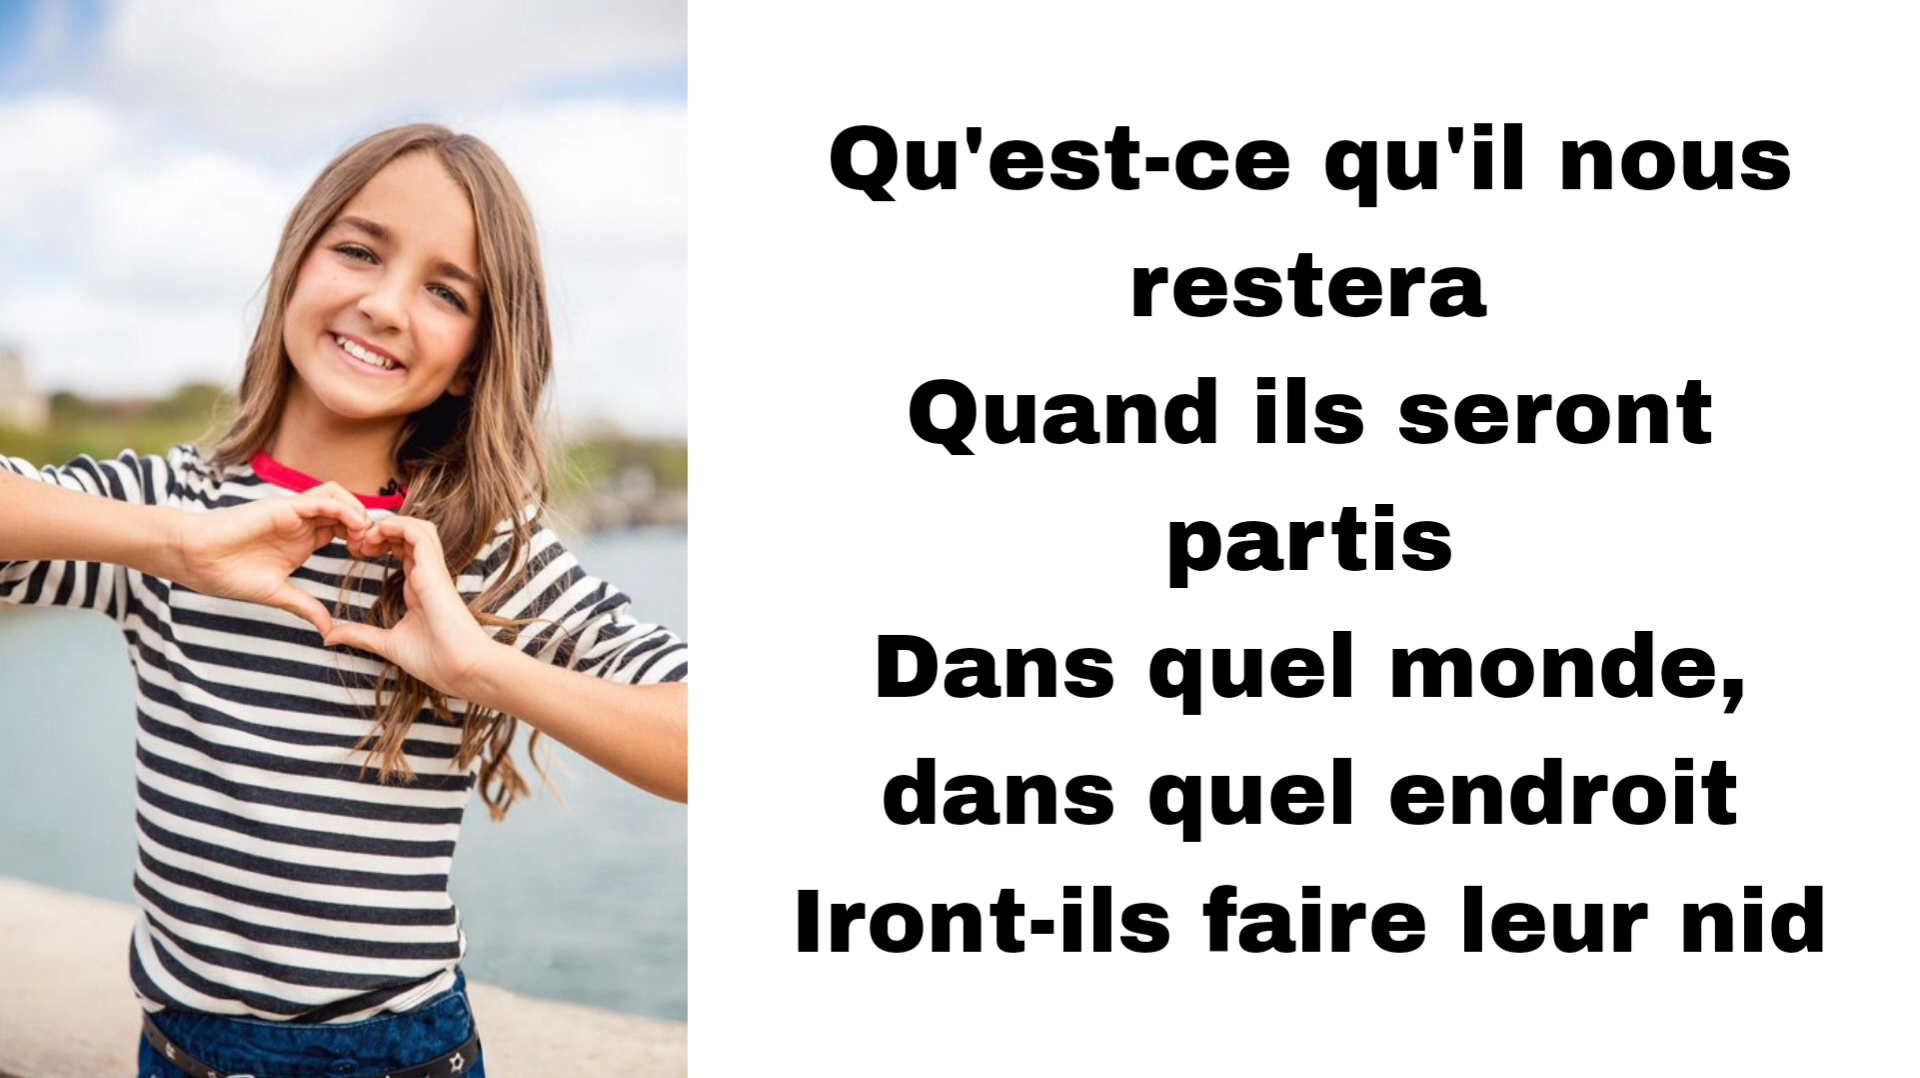 Qu'est-ce qu'il nous
restera
Quand ils seront
partis
Dans quel monde,
dans quel endroit
Iront-ils faire leur nid